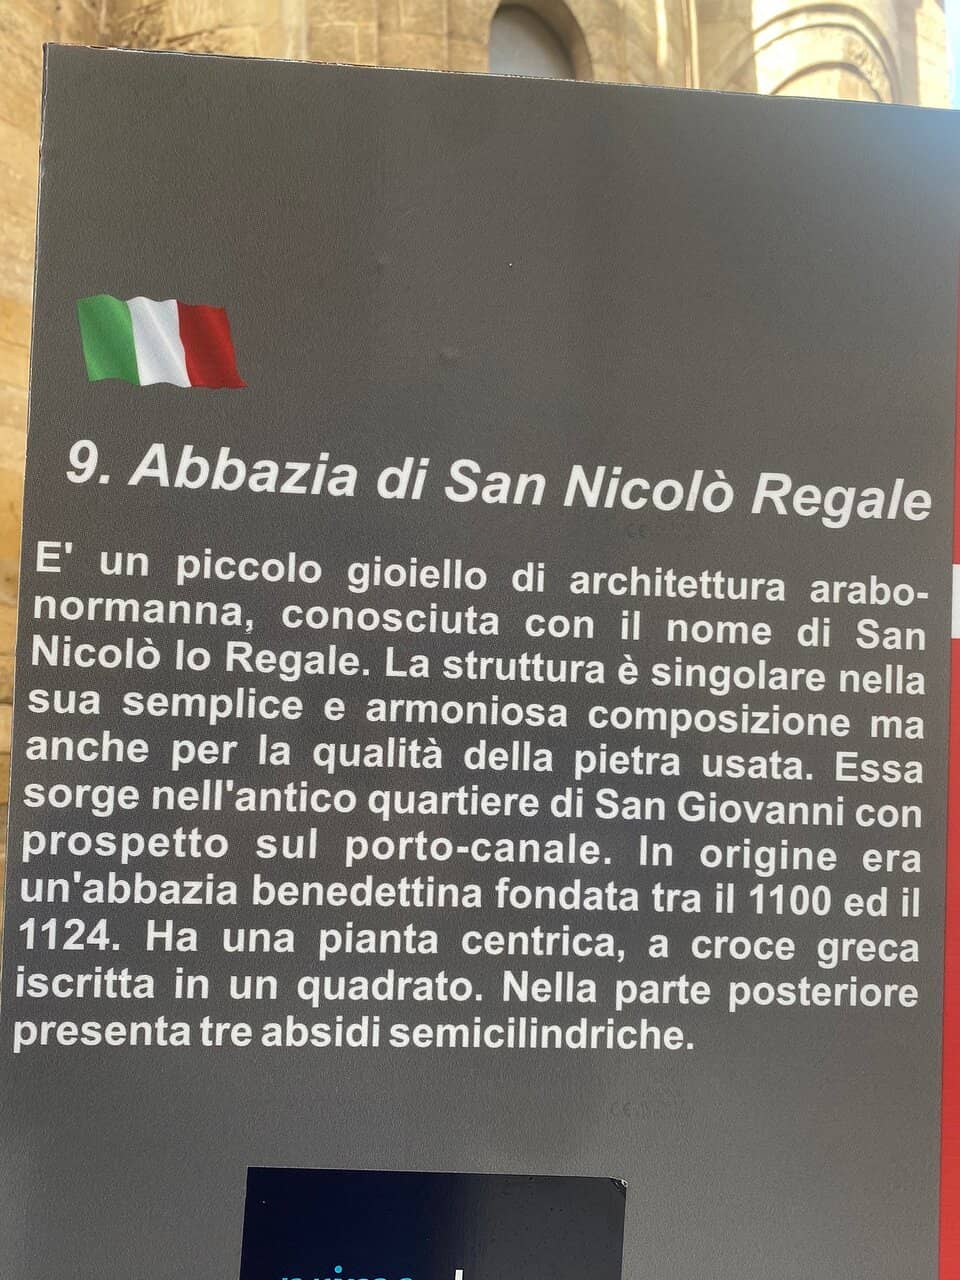 9. Abbazia di San Nicolò Regale
E' un piccolo gioiello di architettura arabo-
normanna, conosciuta con il nome di San
Nicolò lo Regale. La struttura è singolare nella
sua semplice e armoniosa composizione ma
anche per la qualità della pietra usata. Essa
sorge nell'antico quartiere di San Giovanni con
prospetto sul porto-canale. In origine era
un'abbazia benedettina fondata tra il 1100 ed il
1124. Ha una pianta centrica, a croce greca
iscritta in un quadrato. Nella parte posteriore
presenta tre absidi semicilindriche.